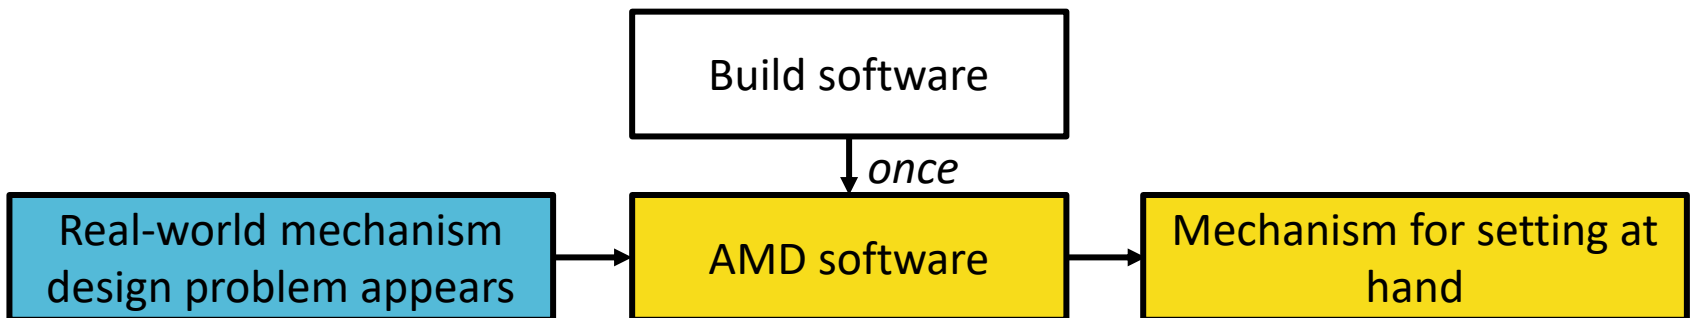 Build software
once
Real-world mechanism
design problem appears
AMD software
Mechanism for setting at
hand